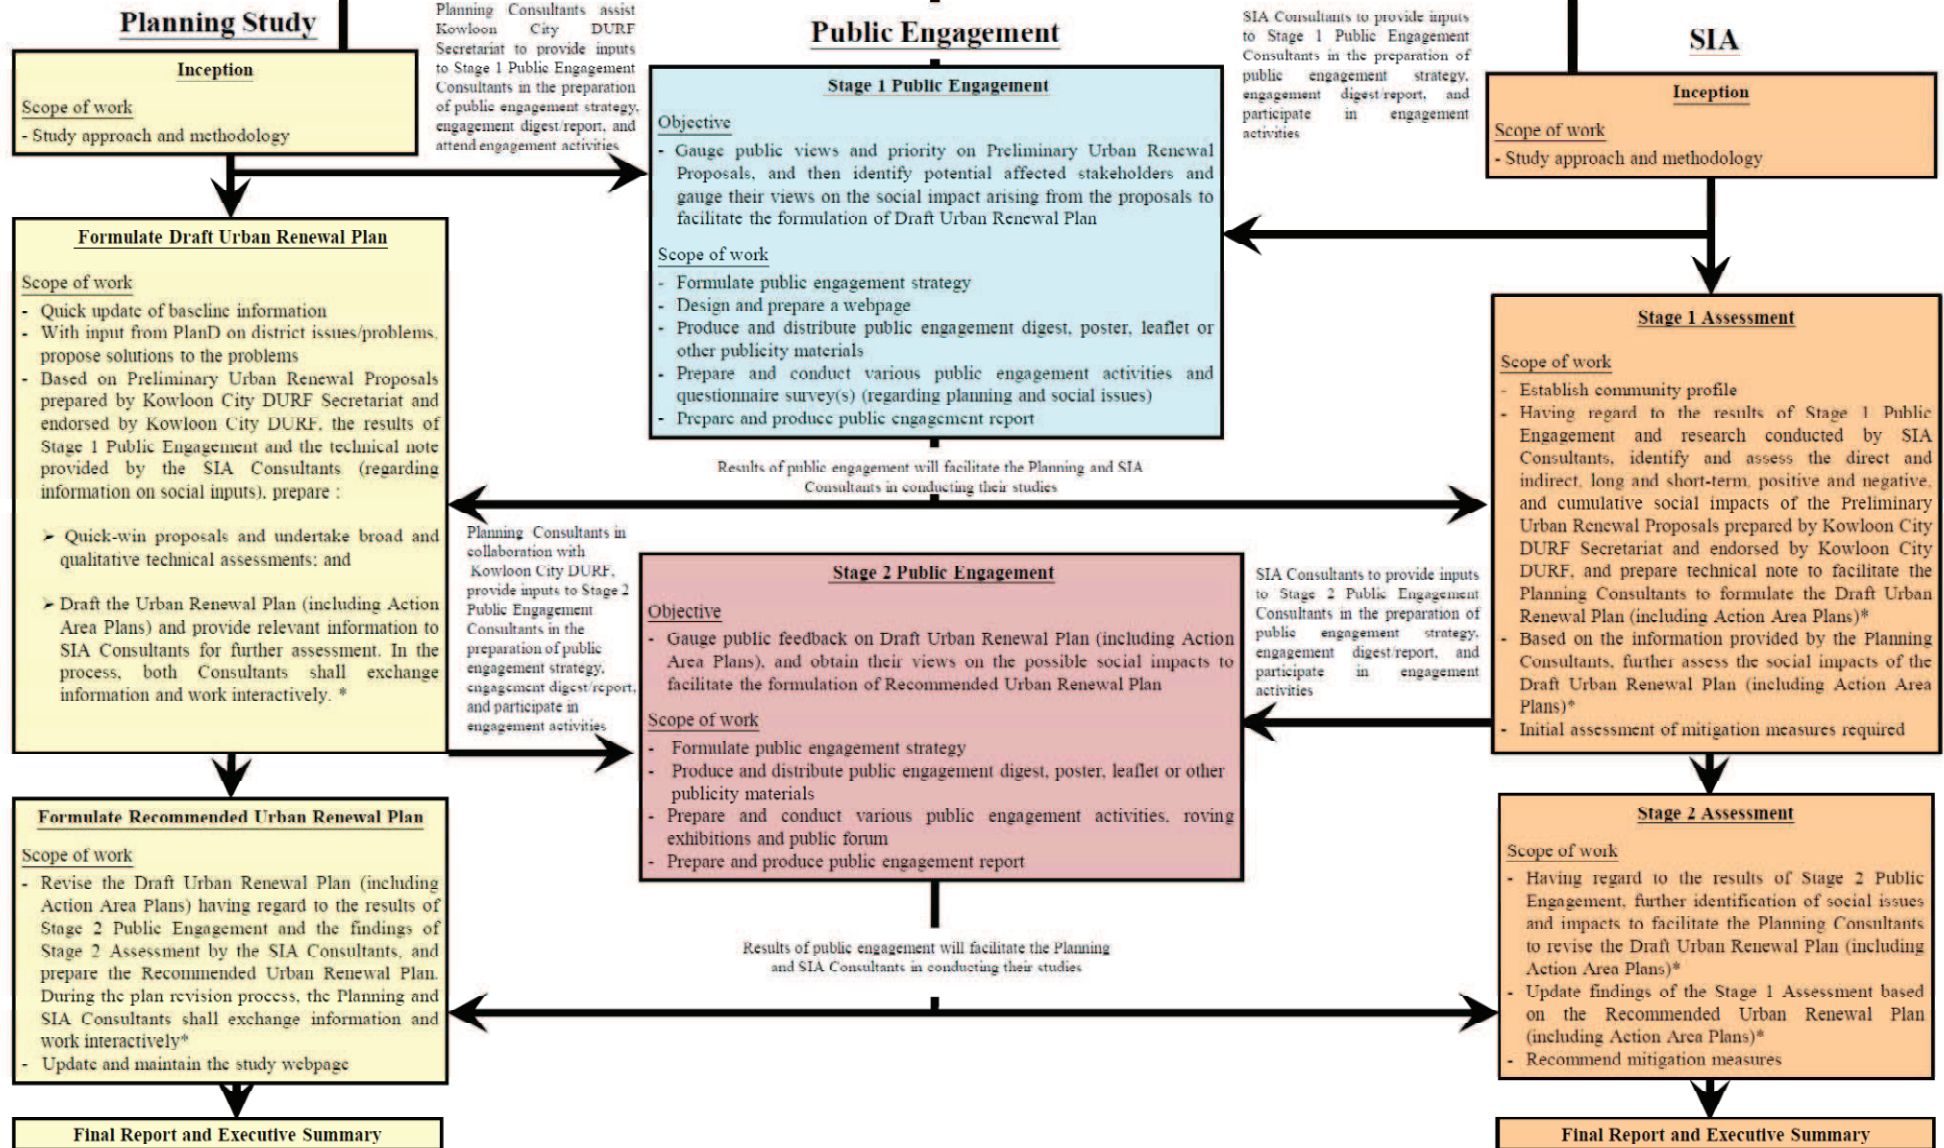 Planning Study
Inception
Scope of work
- Study approach and methodology
Formulate Draft Urban Renewal Plan
Scope of work
- Quick update of baseline information
- With input from PlanD on district issues/problems,
propose solutions to the problems
- Based on Preliminary Urban Renewal Proposals
prepared by Kowloon City DURF Secretariat and
endorsed by Kowloon City DURF, the results of
Stage 1 Public Engagement and the technical note
provided by the SIA Consultants (regarding
information on social inputs), prepare :
➢ Quick-win proposals and undertake broad and
qualitative technical assessments; and
➢ Draft the Urban Renewal Plan (including Action
Area Plans) and provide relevant information to
SIA Consultants for further assessment. In the
process, both Consultants shall exchange
information and work interactively. *
Formulate Recommended Urban Renewal Plan
Scope of work
- Revise the Draft Urban Renewal Plan (including
Action Area Plans) having regard to the results of
Stage 2 Public Engagement and the findings of
Stage 2 Assessment by the SIA Consultants, and
prepare the Recommended Urban Renewal Plan.
During the plan revision process, the Planning and
SIA Consultants shall exchange information and
work interactively*
- Update and maintain the study webpage
Final Report and Executive Summary
Planning Consultants assist
Kowloon City DURF
Secretariat to provide inputs
to Stage 1 Public Engagement
Consultants in the preparation
of public engagement strategy,
engagement digest/report, and
attend engagement activities
Public Engagement
Stage 1 Public Engagement
Objective
- Gauge public views and priority on Preliminary Urban Renewal
Proposals, and then identify potential affected stakeholders and
gauge their views on the social impact arising from the proposals to
facilitate the formulation of Draft Urban Renewal Plan
Scope of work
- Formulate public engagement strategy
- Design and prepare a webpage
- Produce and distribute public engagement digest, poster, leaflet or
other publicity materials
- Prepare and conduct various public engagement activities and
questionnaire survey(s) (regarding planning and social issues)
- Prepare and produce public engagement report
Results of public engagement will facilitate the Planning and SIA
Consultants in conducting their studies
Planning Consultants in
collaboration with
Kowloon City DURF,
provide inputs to Stage 2
Public Engagement
Consultants in the
preparation of public
engagement strategy,
engagement digest/report,
and participate in
engagement activities
Stage 2 Public Engagement
Objective
- Gauge public feedback on Draft Urban Renewal Plan (including Action
Area Plans), and obtain their views on the possible social impacts to
facilitate the formulation of Recommended Urban Renewal Plan
Scope of work
- Formulate public engagement strategy
- Produce and distribute public engagement digest, poster, leaflet or other
publicity materials
- Prepare and conduct various public engagement activities, roving
exhibitions and public forum
- Prepare and produce public engagement report
Results of public engagement will facilitate the Planning
and SIA Consultants in conducting their studies
SIA Consultants to provide inputs
to Stage 1 Public Engagement
Consultants in the preparation of
public engagement strategy,
engagement digest/report, and
participate in engagement
activities
SIA Consultants to provide inputs
to Stage 2 Public Engagement
Consultants in the preparation of
public engagement strategy,
engagement digest/report, and
participate in engagement
activities
SIA
Inception
Scope of work
- Study approach and methodology
Stage 1 Assessment
Scope of work
- Establish community profile
- Having regard to the results of Stage 1 Public
Engagement and research conducted by SIA
Consultants, identify and assess the direct and
indirect, long and short-term, positive and negative,
and cumulative social impacts of the Preliminary
Urban Renewal Proposals prepared by Kowloon City
DURF Secretariat and endorsed by Kowloon City
DURF, and prepare technical note to facilitate the
Planning Consultants to formulate the Draft Urban
Renewal Plan (including Action Area Plans)*
- Based on the information provided by the Planning
Consultants, further assess the social impacts of the
Draft Urban Renewal Plan (including Action Area
Plans)*
- Initial assessment of mitigation measures required
Stage 2 Assessment
Scope of work
- Having regard to the results of Stage 2 Public
Engagement, further identification of social issues
and impacts to facilitate the Planning Consultants
to revise the Draft Urban Renewal Plan (including
Action Area Plans)*
- Update findings of the Stage 1 Assessment based
on the Recommended Urban Renewal Plan
(including Action Area Plans)*
- Recommend mitigation measures
Final Report and Executive Summary